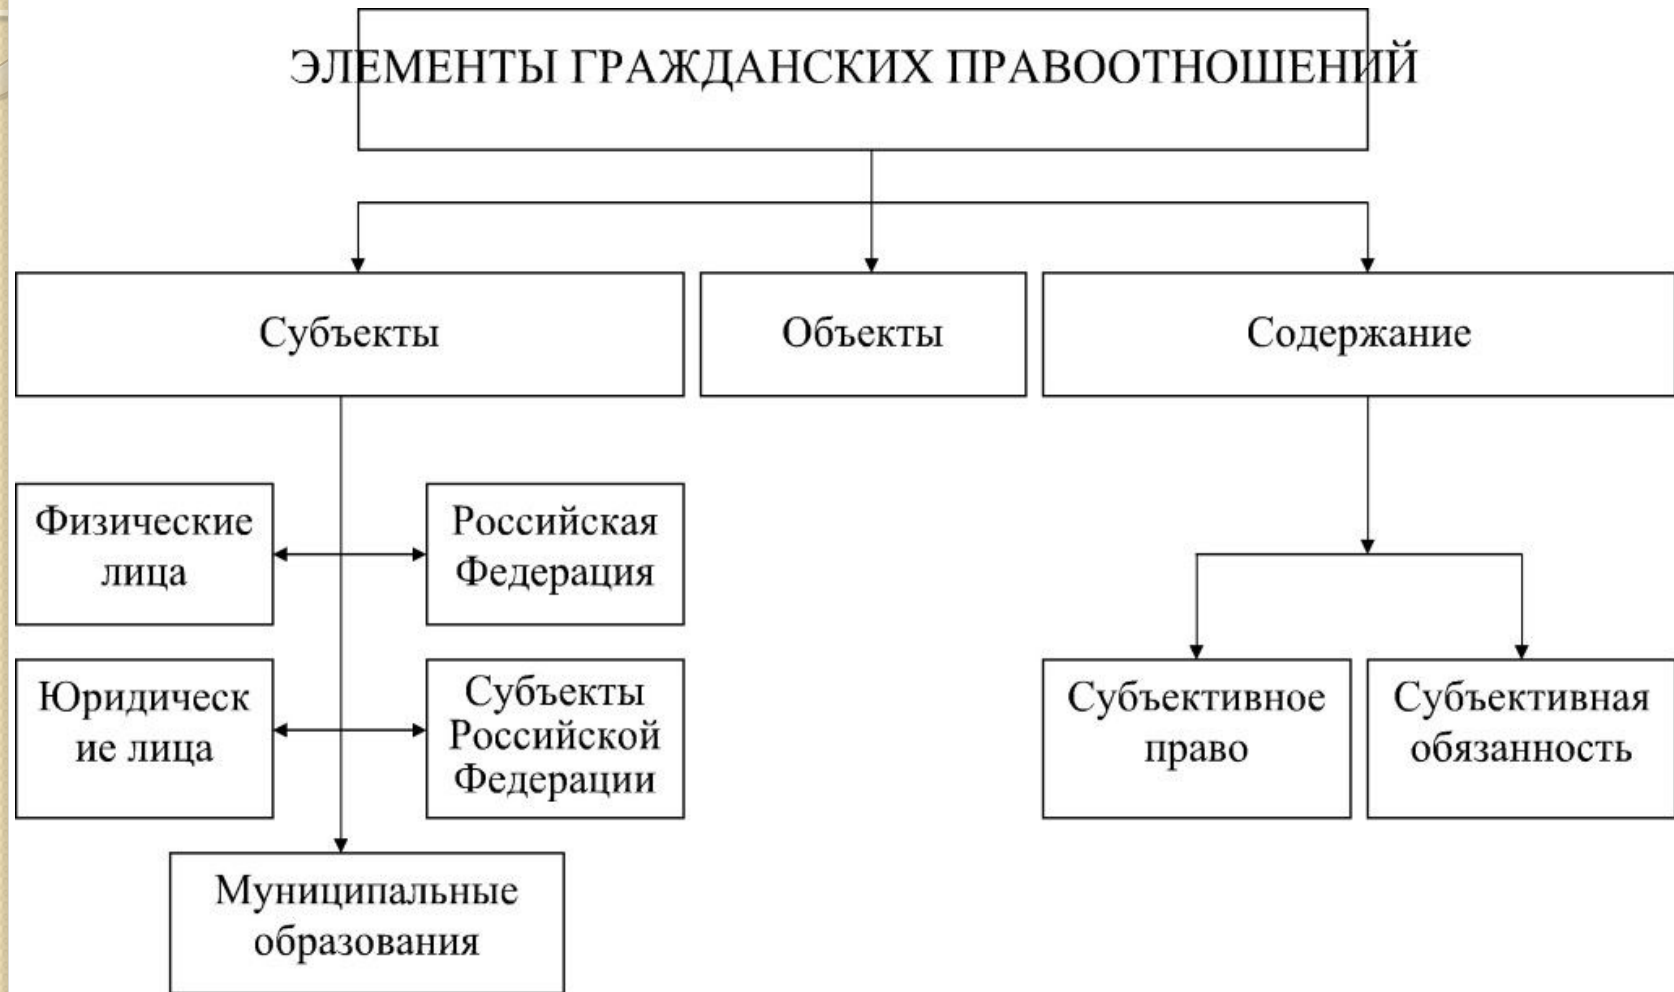 ЭЛЕМЕНТЫ ГРАЖДАНСКИХ ПРАВООТНОШЕНИЙ
Субъекты
Объекты
Содержание
Физические
лица
Российская
Федерация
Юридическ
ие лица
Субъекты
Российской
Федерации
Муниципальные
образования
Субъективное
право
Субъективная
обязанность